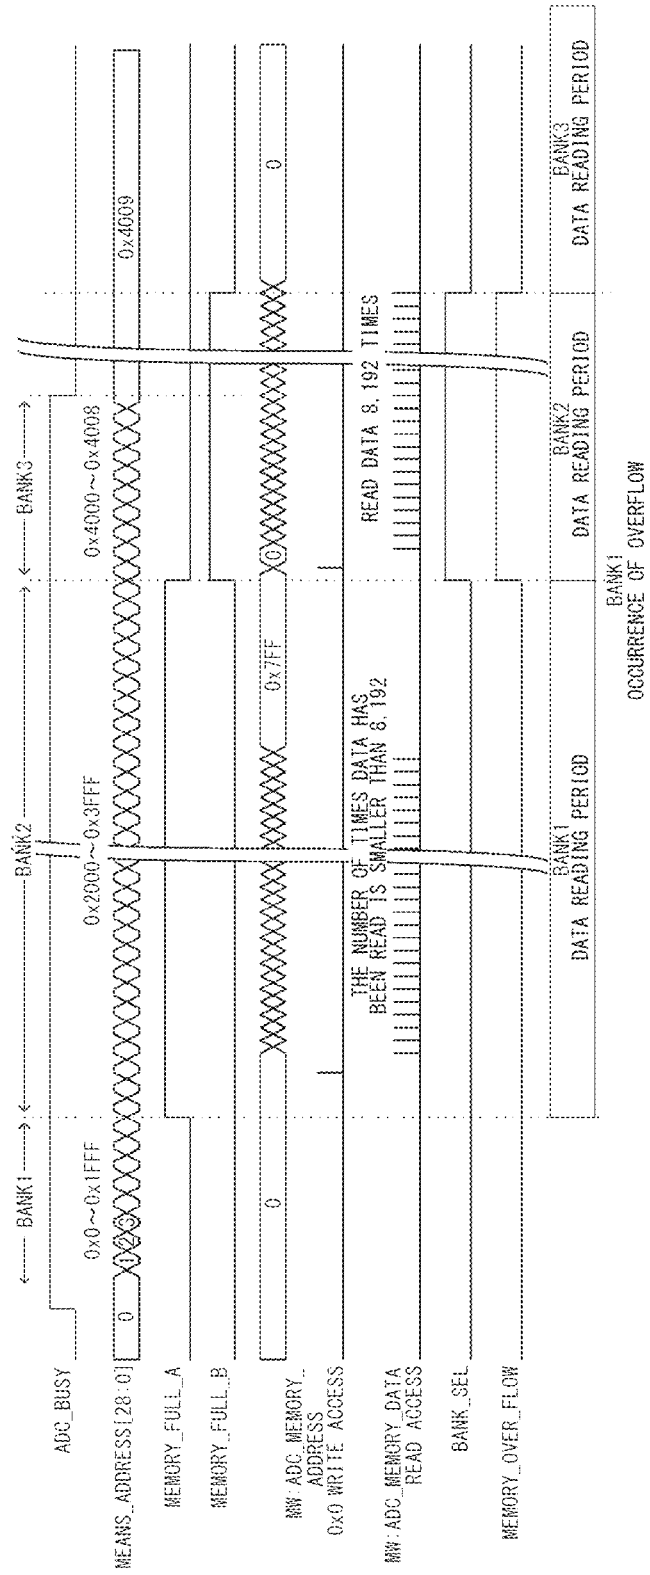 ←---- BANK1 ----→
←---- BANK2 ----→
←---- BANK3 ----→
ADC_BUSY
0x0~0x1FFF
0x2000~0x3FFF
0x4000~0x4008
MEANS_ADDRESS[28:0]
0
1
2
3
0x4009
MEMORY_FULL_A
MEMORY_FULL_B
MW:ADC_MEMORY_
ADDRESS
0
0x7FF
0
0
0x0 WRITE ACCESS
THE NUMBER OF TIMES DATA HAS
BEEN READ IS SMALLER THAN 8,192
READ DATA 8,192 TIMES
MW:ADC_MEMORY_DATA
READ ACCESS
BANK_SEL
MEMORY_OVER_FLOW
BANK1
DATA READING PERIOD
BANK2
DATA READING PERIOD
BANK3
DATA READING PERIOD
BANK1
OCCURRENCE OF OVERFLOW